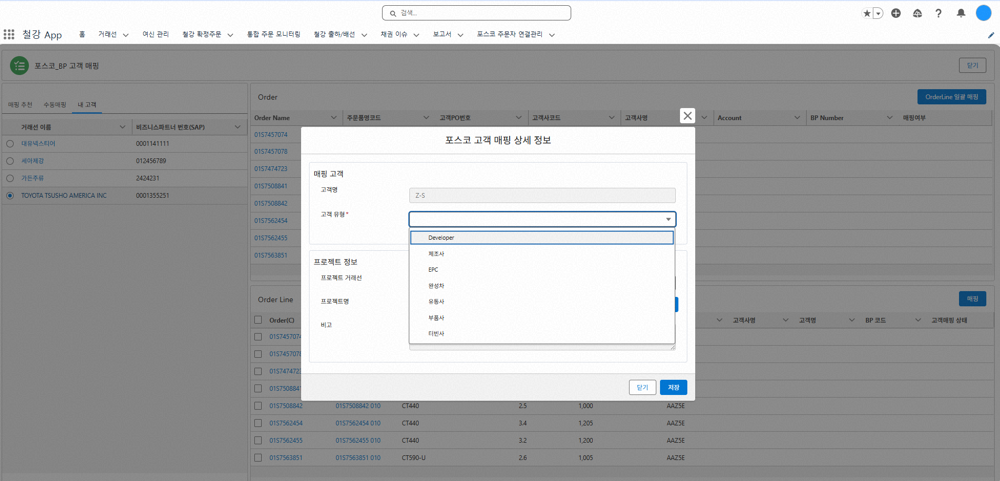 검색...
철강 App
홈
거래선
여신 관리
철강 확정주문
통합 주문 모니터링
철강 출하/배선
채권 이슈
보고서
포스코 주문자 연결관리
포스코_BP 고객 매핑
닫기
매핑 추천
수동매핑
내 고객
거래선 이름
비즈니스파트너 번호(SAP)
대유넥스티어
0001141111
세아제강
012456789
가든주류
2424231
TOYOTA TSUSHO AMERICA INC
0001355251
Order
OrderLine 일괄 매핑
Order Name
주문품명코드
고객PO번호
고객사코드
고객사명
Account
BP Number
매핑여부
01S7457074
01S7457078
01S7474723
01S7508841
01S7508842
01S7562454
01S7562455
01S7563851
포스코 고객 매핑 상세 정보
매핑 고객
고객명
Z-S
고객 유형*
Developer
제조사
EPC
완성차
유통사
부품사
터빈사
프로젝트 정보
프로젝트 거래선
프로젝트명
비고
닫기
저장
Order Line
매핑
Order(C)
고객사명
고객명
BP 코드
고객매핑 상태
01S7457074
01S7457078
01S7474723
01S7508841
01S7508842
01S7508842 010
CT440
2.5
1,000
AAZ5E
01S7562454
01S7562454 010
CT440
3.4
1,205
AAZ5E
01S7562455
01S7562455 010
CT440
3.2
1,200
AAZ5E
01S7563851
01S7563851 010
CT590-U
2.6
1,005
AAZ5E